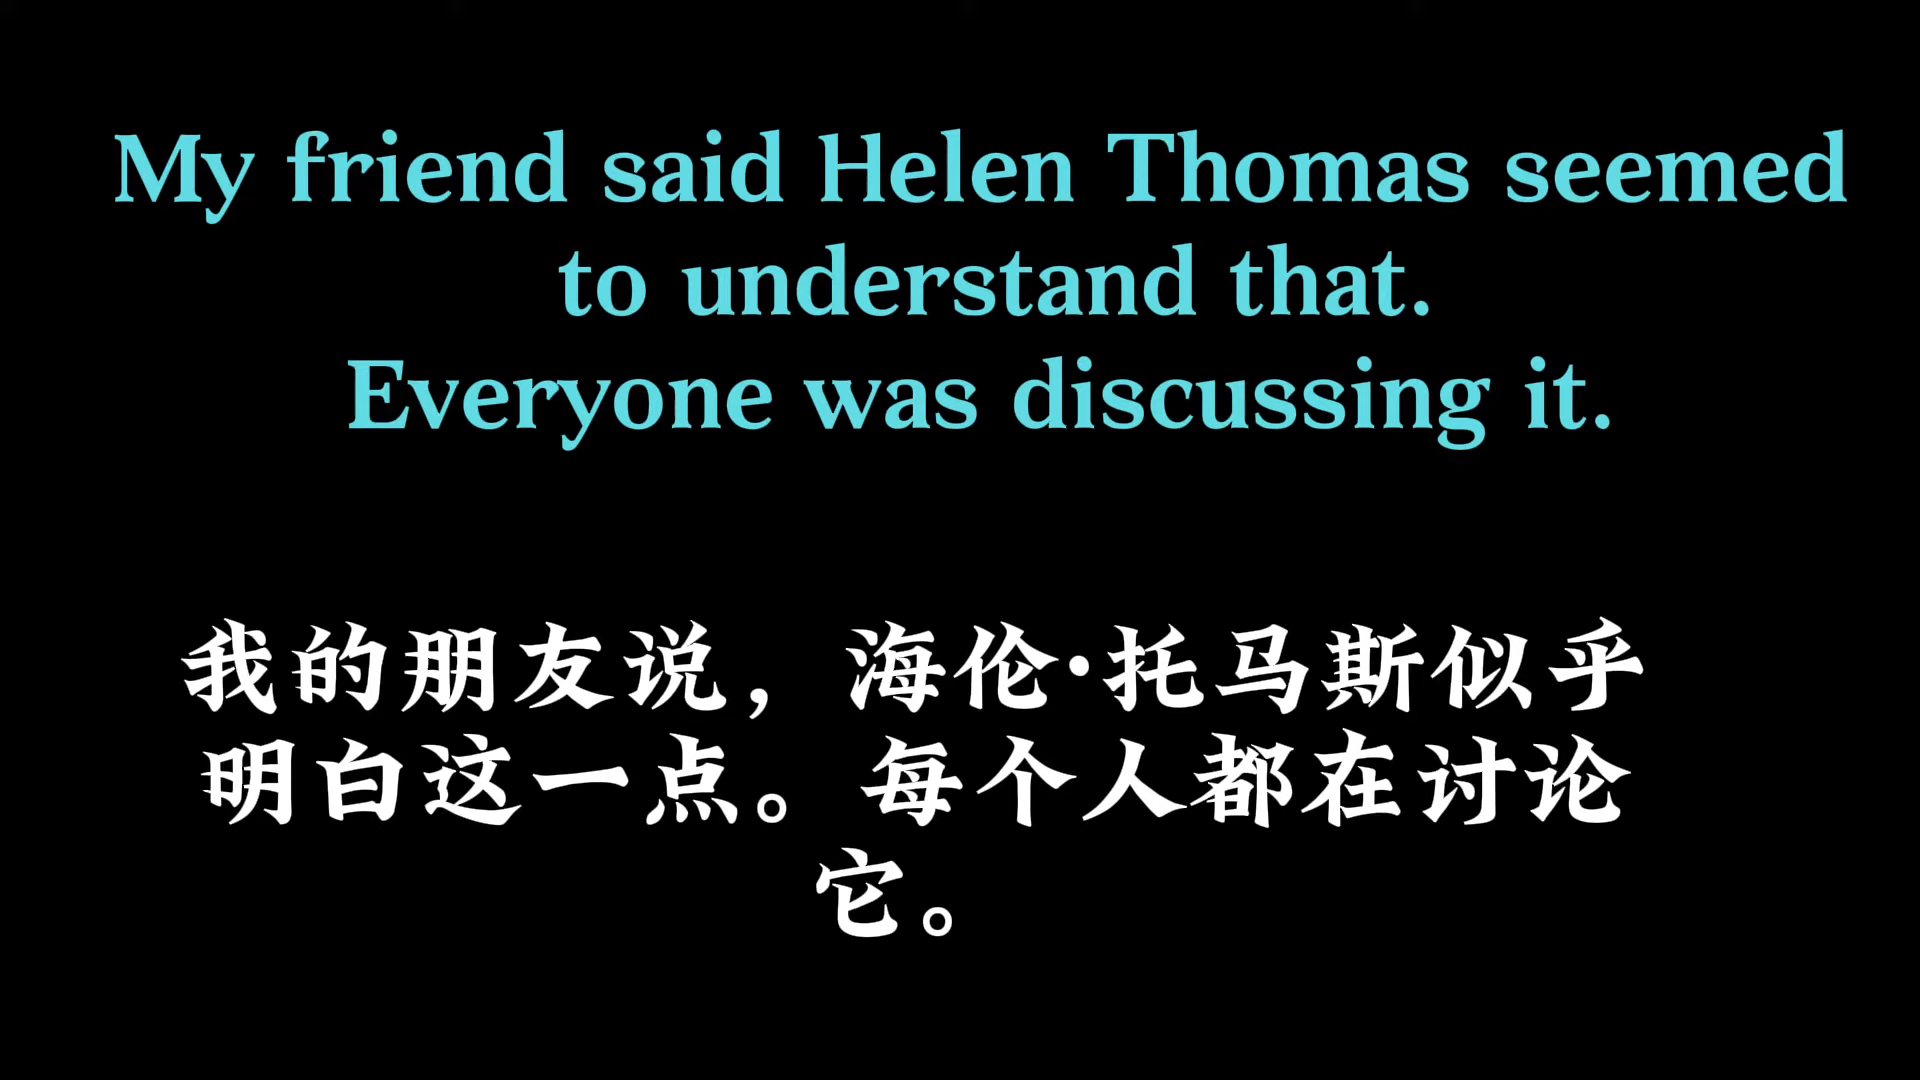 My friend said Helen Thomas seemed
to understand that.
Everyone was discussing it.
我的朋友说，海伦·托马斯似乎
明白这一点。每个人都在讨论
它。